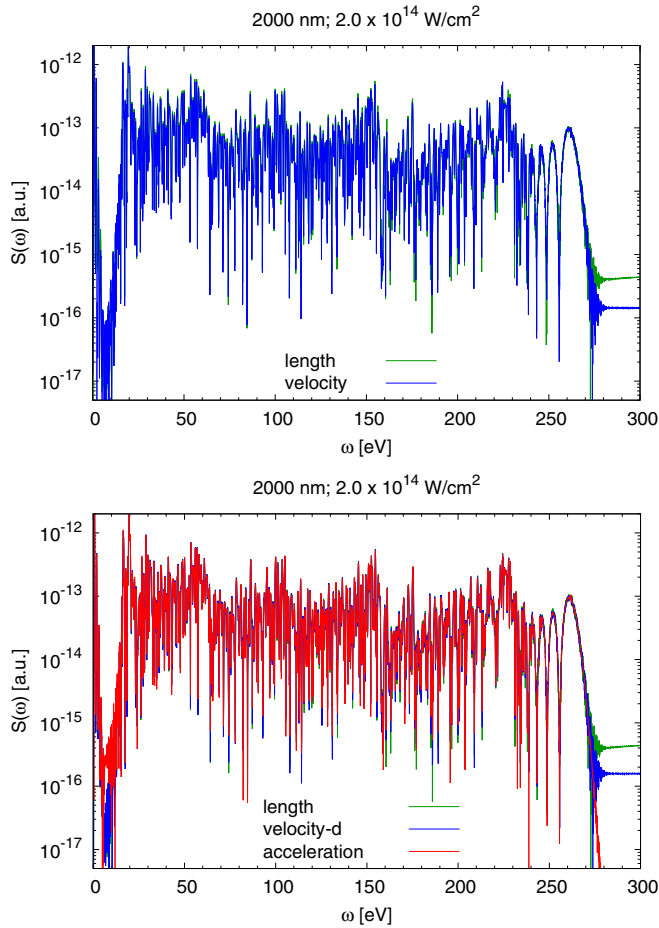 2000 nm; 2.0 x 10^14 W/cm^2
S(ω) [a.u.]
10^-12
10^-13
10^-14
10^-15
10^-16
10^-17
length
velocity
0 50 100 150 200 250 300
ω [eV]
2000 nm; 2.0 x 10^14 W/cm^2
S(ω) [a.u.]
10^-12
10^-13
10^-14
10^-15
10^-16
10^-17
length
velocity-d
acceleration
0 50 100 150 200 250 300
ω [eV]